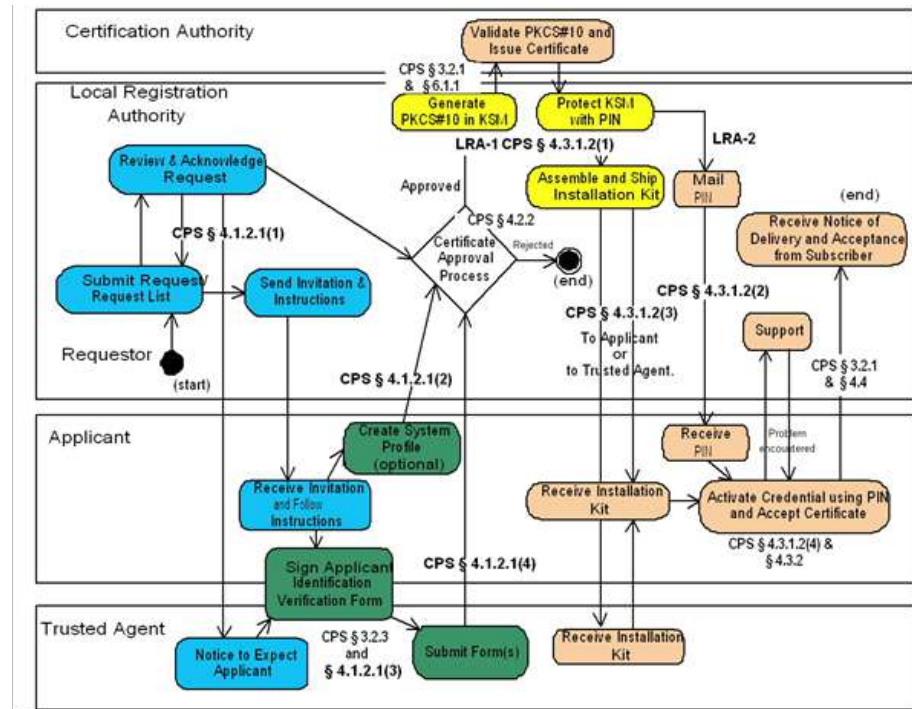 Certification Authority
Validate PKCS#10 and
Issue Certificate
CPS § 3.2.1
& §6.1.1
Local Registration
Authority
Generate
PKCS#10 in KSM
Protect KSM
with PIN
LRA-1 CPS § 4.3.1.2(1)
LRA-2
Review & Acknowledge
Request
Approved
Assemble and Ship
Installation Kit
Mail
PIN
(end)
CPS § 4.2.2
Receive Notice of
Delivery and Acceptance
from Subscriber
CPS § 4.1.2.1(1)
Certificate
Approval
Process
Rejected
(end)
Submit Request/
Request List
Send Invitation &
Instructions
CPS § 4.3.1.2(2)
CPS § 4.3.1.2(3)
Support
To Applicant
or
to Trusted Agent.
Requestor
(start)
CPS § 4.1.2.1(2)
CPS § 3.2.1
& § 4.4
Applicant
Create System
Profile
(optional)
Receive
PIN
Problem
encountered
Receive Invitation
and Follow
Instructions
Receive Installation
Kit
Activate Credential using PIN
and Accept Certificate
CPS § 4.3.1.2(4) &
§ 4.3.2
CPS § 4.1.2.1(4)
Sign Applicant
Identification
Verification Form
Trusted Agent
Notice to Expect
Applicant
CPS § 3.2.3
and
§ 4.1.2.1(3)
Submit Form(s)
Receive Installation
Kit